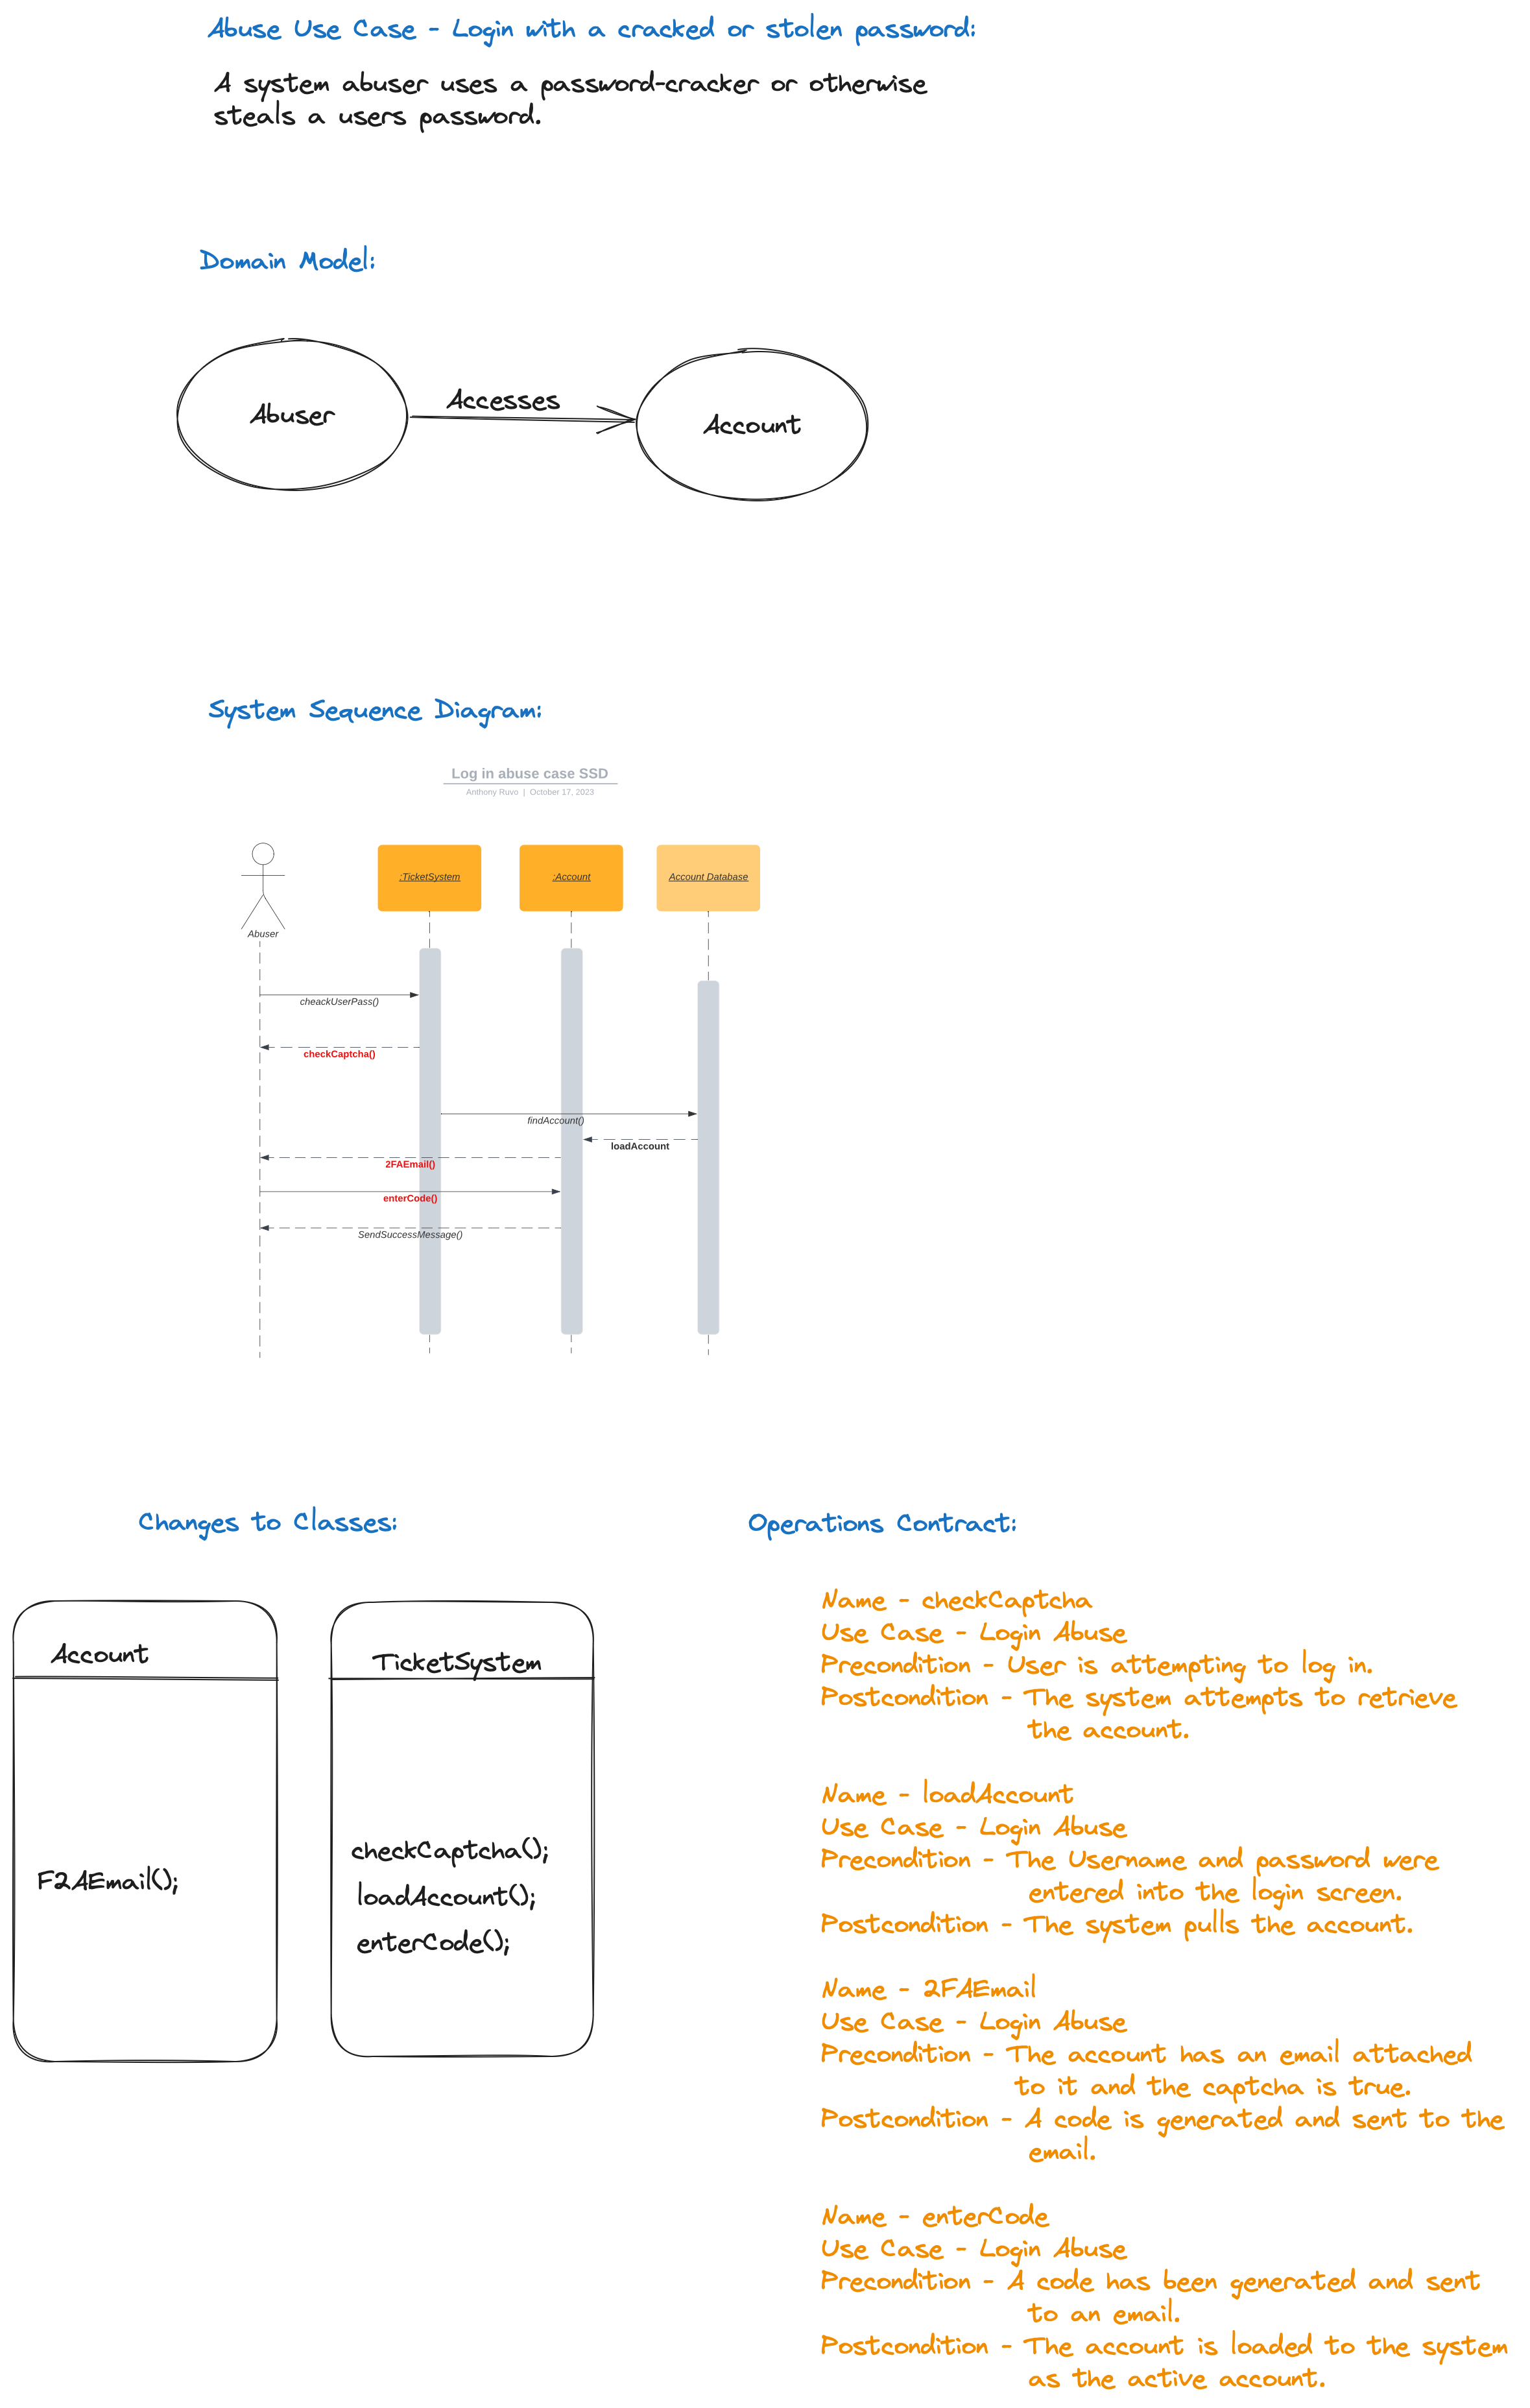 Abuse Use Case - Login with a cracked or stolen password:
A system abuser uses a password-cracker or otherwise
steals a users password.
Domain Model:
Abuser
Accesses
Account
System Sequence Diagram:
Log in abuse case SSD
Anthony Ruvo | October 17, 2023
Abuser
:TicketSystem
:Account
Account Database
cheackUserPass()
checkCaptcha()
findAccount()
loadAccount
2FAEmail()
enterCode()
SendSuccessMessage()
Changes to Classes:
Account
F2AEmail();
TicketSystem
checkCaptcha();
loadAccount();
enterCode();
Operations Contract:
Name - checkCaptcha
Use Case - Login Abuse
Precondition - User is attempting to log in.
Postcondition - The system attempts to retrieve
the account.
Name - loadAccount
Use Case - Login Abuse
Precondition - The Username and password were
entered into the login screen.
Postcondition - The system pulls the account.
Name - 2FAEmail
Use Case - Login Abuse
Precondition - The account has an email attached
to it and the captcha is true.
Postcondition - A code is generated and sent to the
email.
Name - enterCode
Use Case - Login Abuse
Precondition - A code has been generated and sent
to an email.
Postcondition - The account is loaded to the system
as the active account.